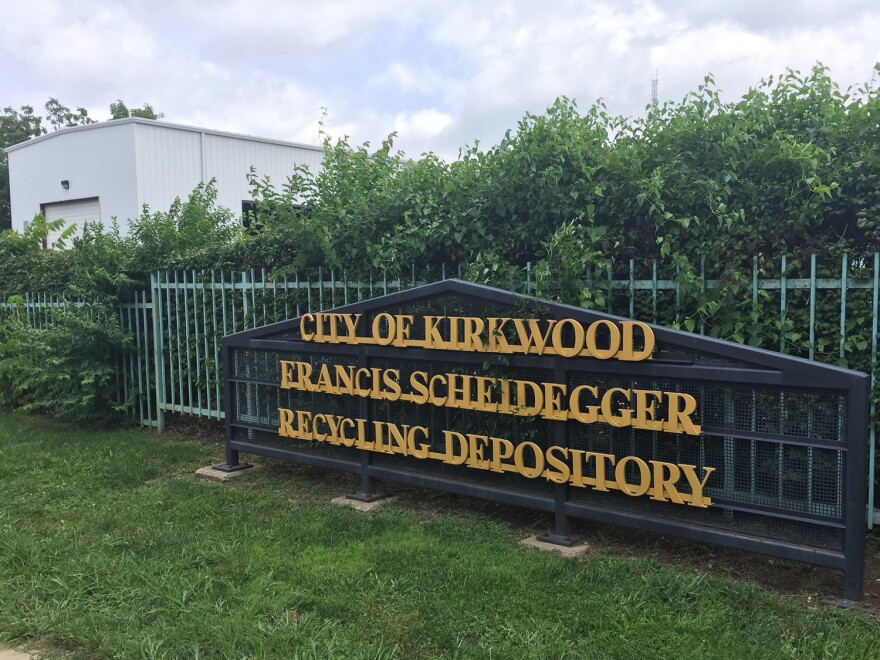 CITY OF KIRKWOOD
FRANCIS SCHEIDEGGER
RECYCLING DEPOSITORY